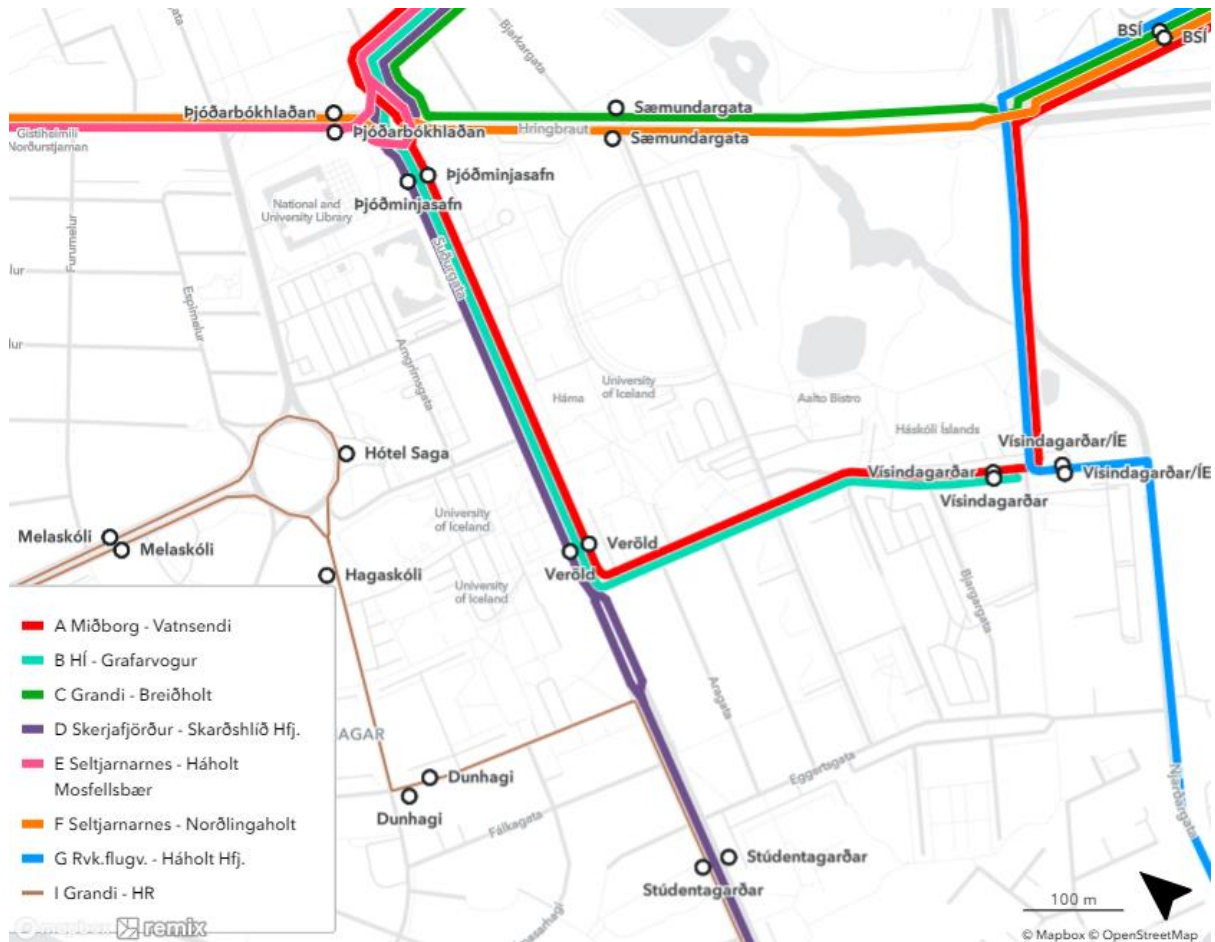 Bjarkargata
BSÍ
BSÍ
Þjóðarbókhlaðan
Sæmundargata
Gistiheimili
Norðurstjarnan
Þjóðarbókhlaðan
Hringbraut
Sæmundargata
Þjóðminjasafn
National and
University Library
Þjóðminjasafn
Furumelur
Suðurgata
Espimelur
Arngrímsgata
Háma
University
of Iceland
Aalto Bistro
Háskóli Íslands
Hótel Saga
Vísindagarðar/ÍE
Vísindagarðar
Vísindagarðar/ÍE
Vísindagarðar
University
of Iceland
Melaskóli
Melaskóli
Veröld
Veröld
Hagaskóli
University
of Iceland
Bjargargata
A Miðborg - Vatnsendi
B HÍ - Grafarvogur
C Grandi - Breiðholt
D Skerjafjörður - Skarðshlíð Hfj.
E Seltjarnarnes - Háholt
Mosfellsbær
F Seltjarnarnes - Norðlingaholt
G Rvk.flugv. - Háholt Hfj.
I Grandi - HR
AGAR
Aragata
Dunhagi
Dunhagi
Fálkagata
Eggertsgata
Njarðargata
Stúdentagarðar
Stúdentagarðar
100 m
mapbox remix
© Mapbox © OpenStreetMap